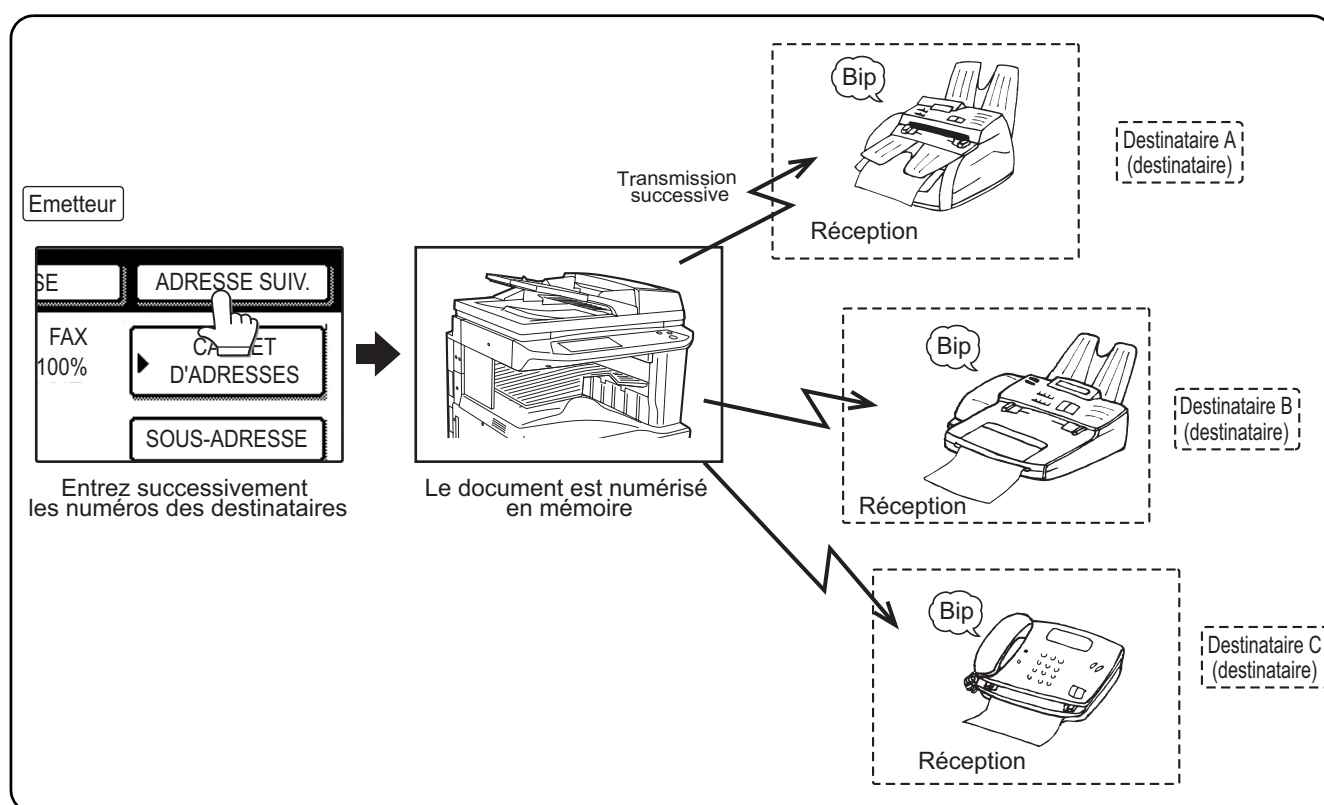 Emetteur
SE
ADRESSE SUIV.
FAX
100%
D'ADRESSES
SOUS-ADRESSE
Entrez successivement
les numéros des destinataires
Le document est numérisé
en mémoire
Transmission
successive
Bip
Réception
Destinataire A
(destinataire)
Bip
Réception
Destinataire B
(destinataire)
Bip
Réception
Destinataire C
(destinataire)